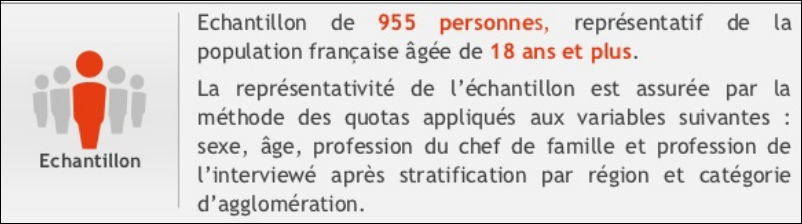 Echantillon de 955 personnes, représentatif de la
population française âgée de 18 ans et plus.
La représentativité de l'échantillon est assurée par la
méthode des quotas appliqués aux variables suivantes :
sexe, âge, profession du chef de famille et profession de
l'interviewé après stratification par région et catégorie
d'agglomération.
Echantillon